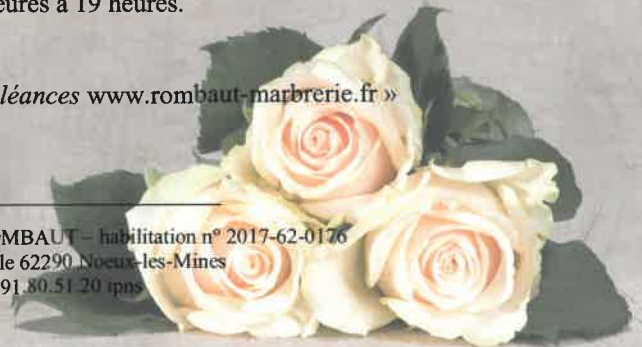 eures à 19 heures.
léances www.rombaut-marbrerie.fr »
MBAUT – habilitation n° 2017-62-0176
le 62290 Noeux-les-Mines
91.80.51.20 ipns